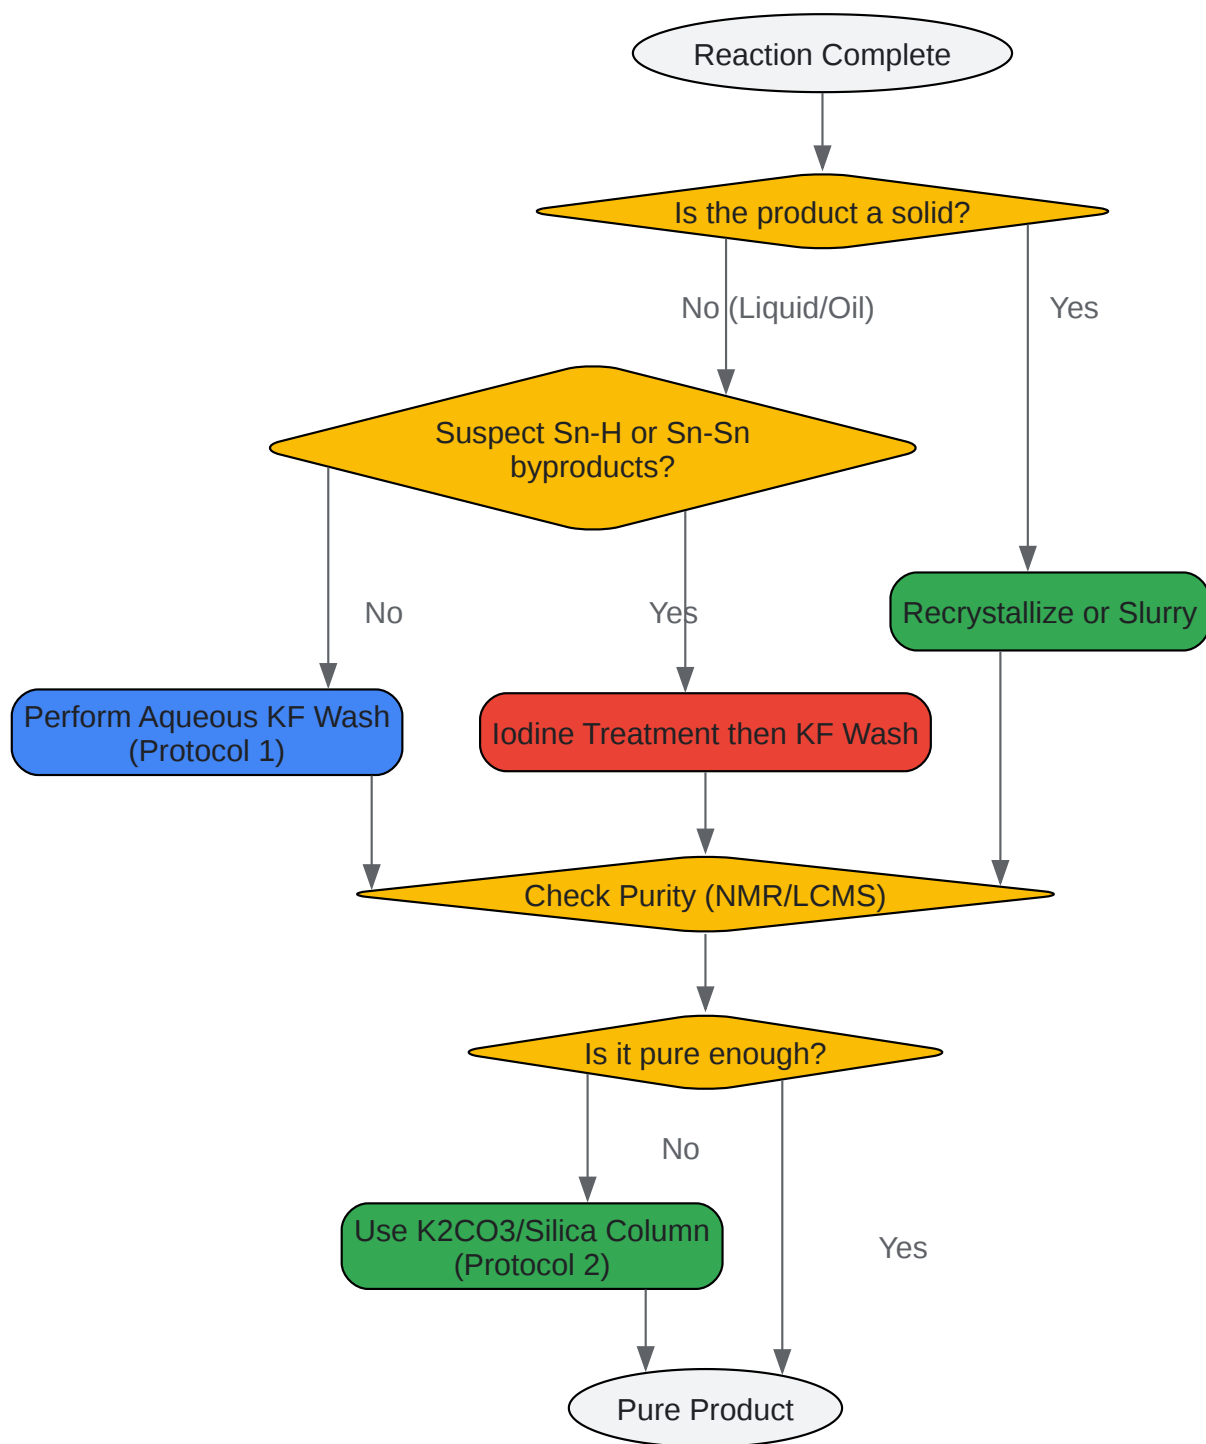 Reaction Complete
Is the product a solid?
No (Liquid/Oil)
Yes
Suspect Sn-H or Sn-Sn
byproducts?
No
Yes
Recrystallize or Slurry
Perform Aqueous KF Wash
(Protocol 1)
Iodine Treatment then KF Wash
Check Purity (NMR/LCMS)
Is it pure enough?
No
Use K2CO3/Silica Column
(Protocol 2)
Yes
Pure Product